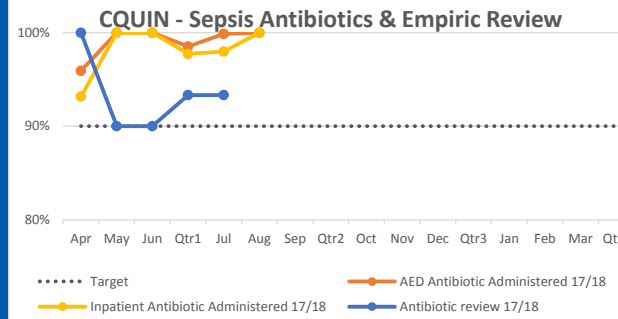 CQUIN - Sepsis Antibiotics & Empiric Review
100%
90%
80%
Apr May Jun Qtr1 Jul Aug Sep Qtr2 Oct Nov Dec Qtr3 Jan Feb Mar Qt
Target AED Antibiotic Administered 17/18
Inpatient Antibiotic Administered 17/18 Antibiotic review 17/18